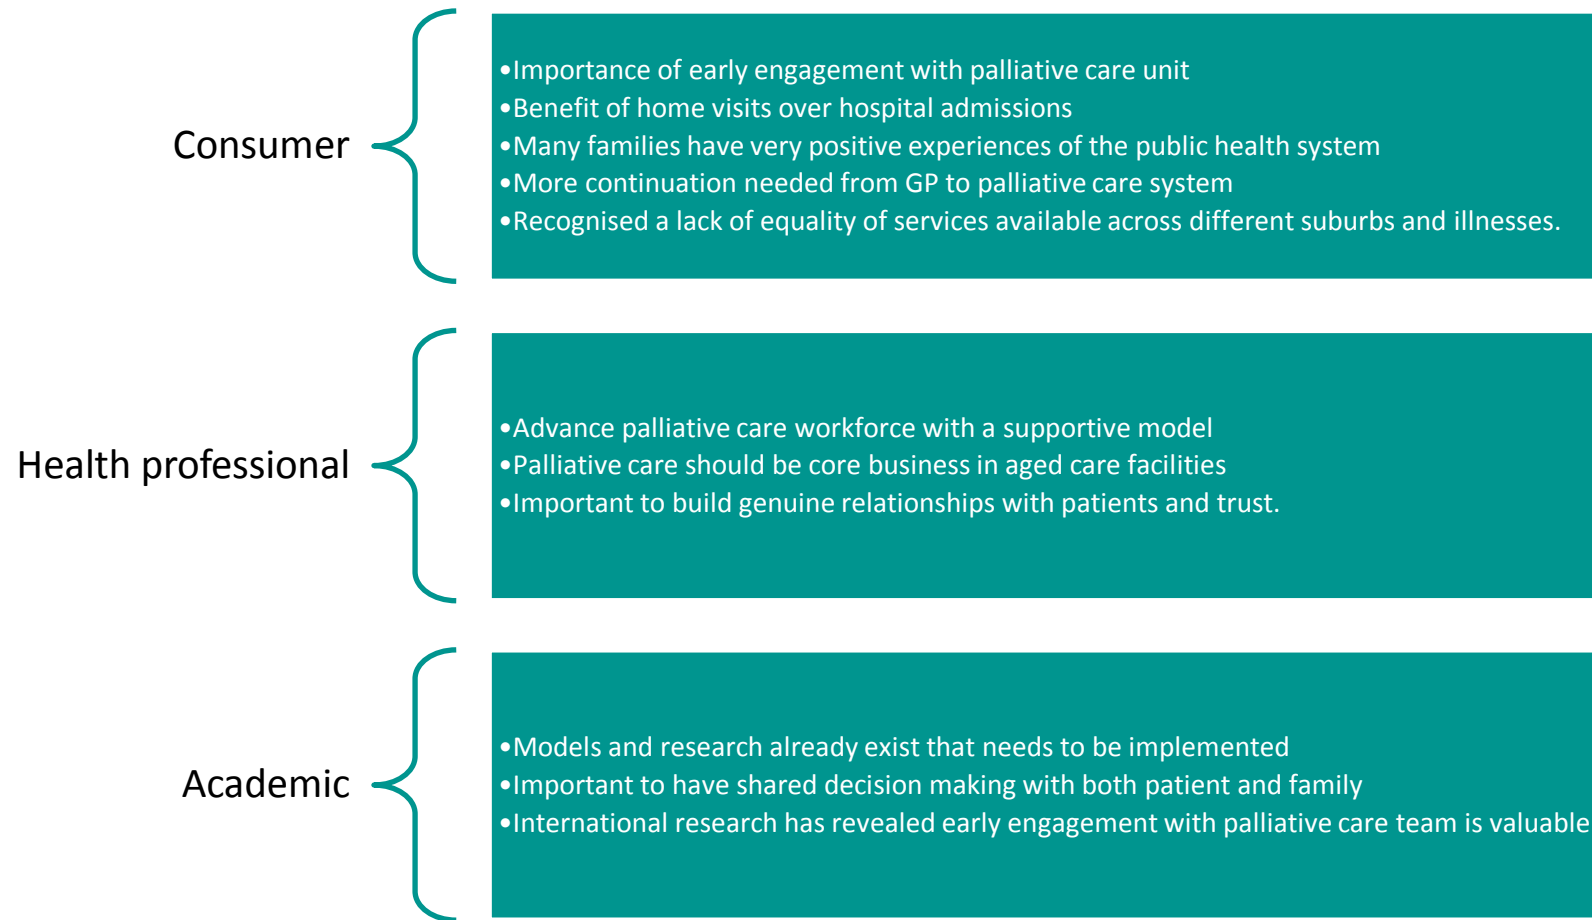 Consumer
•Importance of early engagement with palliative care unit
•Benefit of home visits over hospital admissions
•Many families have very positive experiences of the public health system
•More continuation needed from GP to palliative care system
•Recognised a lack of equality of services available across different suburbs and illnesses.
Health professional
•Advance palliative care workforce with a supportive model
•Palliative care should be core business in aged care facilities
•Important to build genuine relationships with patients and trust.
Academic
•Models and research already exist that needs to be implemented
•Important to have shared decision making with both patient and family
•International research has revealed early engagement with palliative care team is valuable